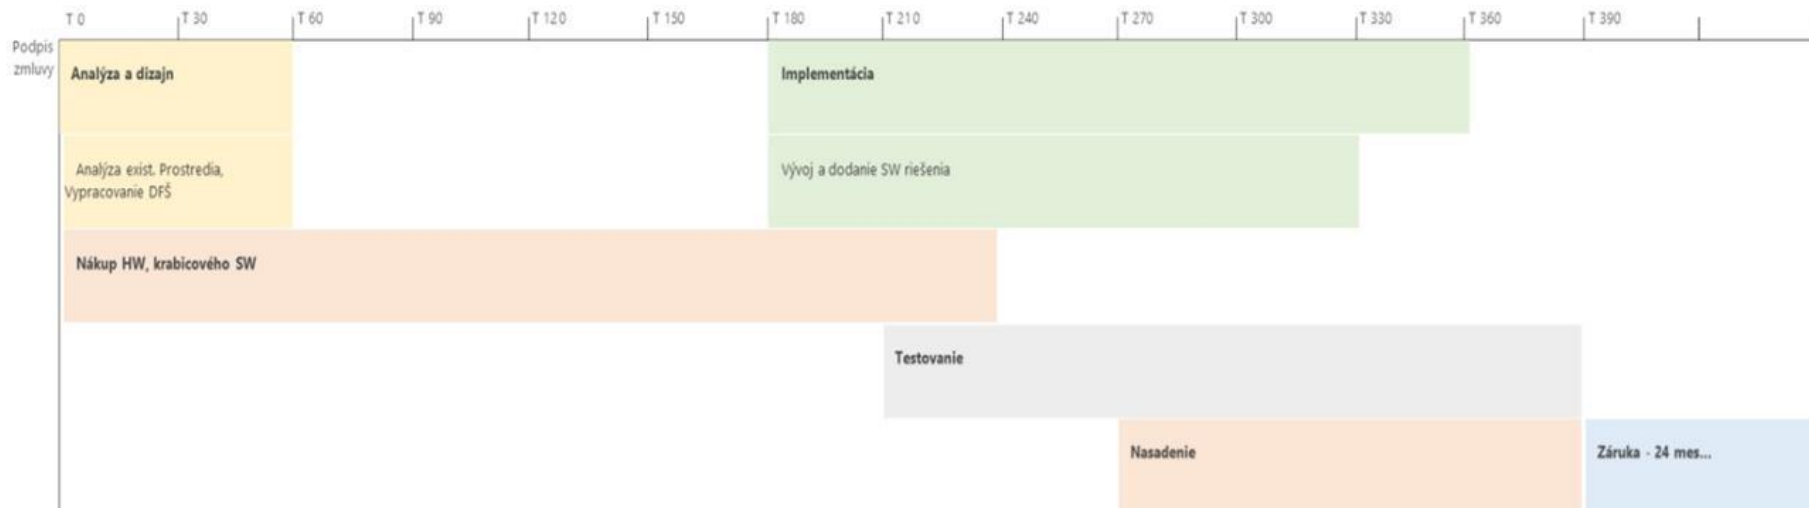 T 0
T 30
T 60
T 90
T 120
T 150
T 180
T 210
T 240
T 270
T 300
T 330
T 360
T 390
Podpis
zmluvy
Analýza a dizajn
Implementácia
Analýza exist. Prostredia,
Vypracovanie DFŠ
Vývoj a dodanie SW riešenia
Nákup HW, krabicového SW
Testovanie
Nasadenie
Záruka - 24 mes...